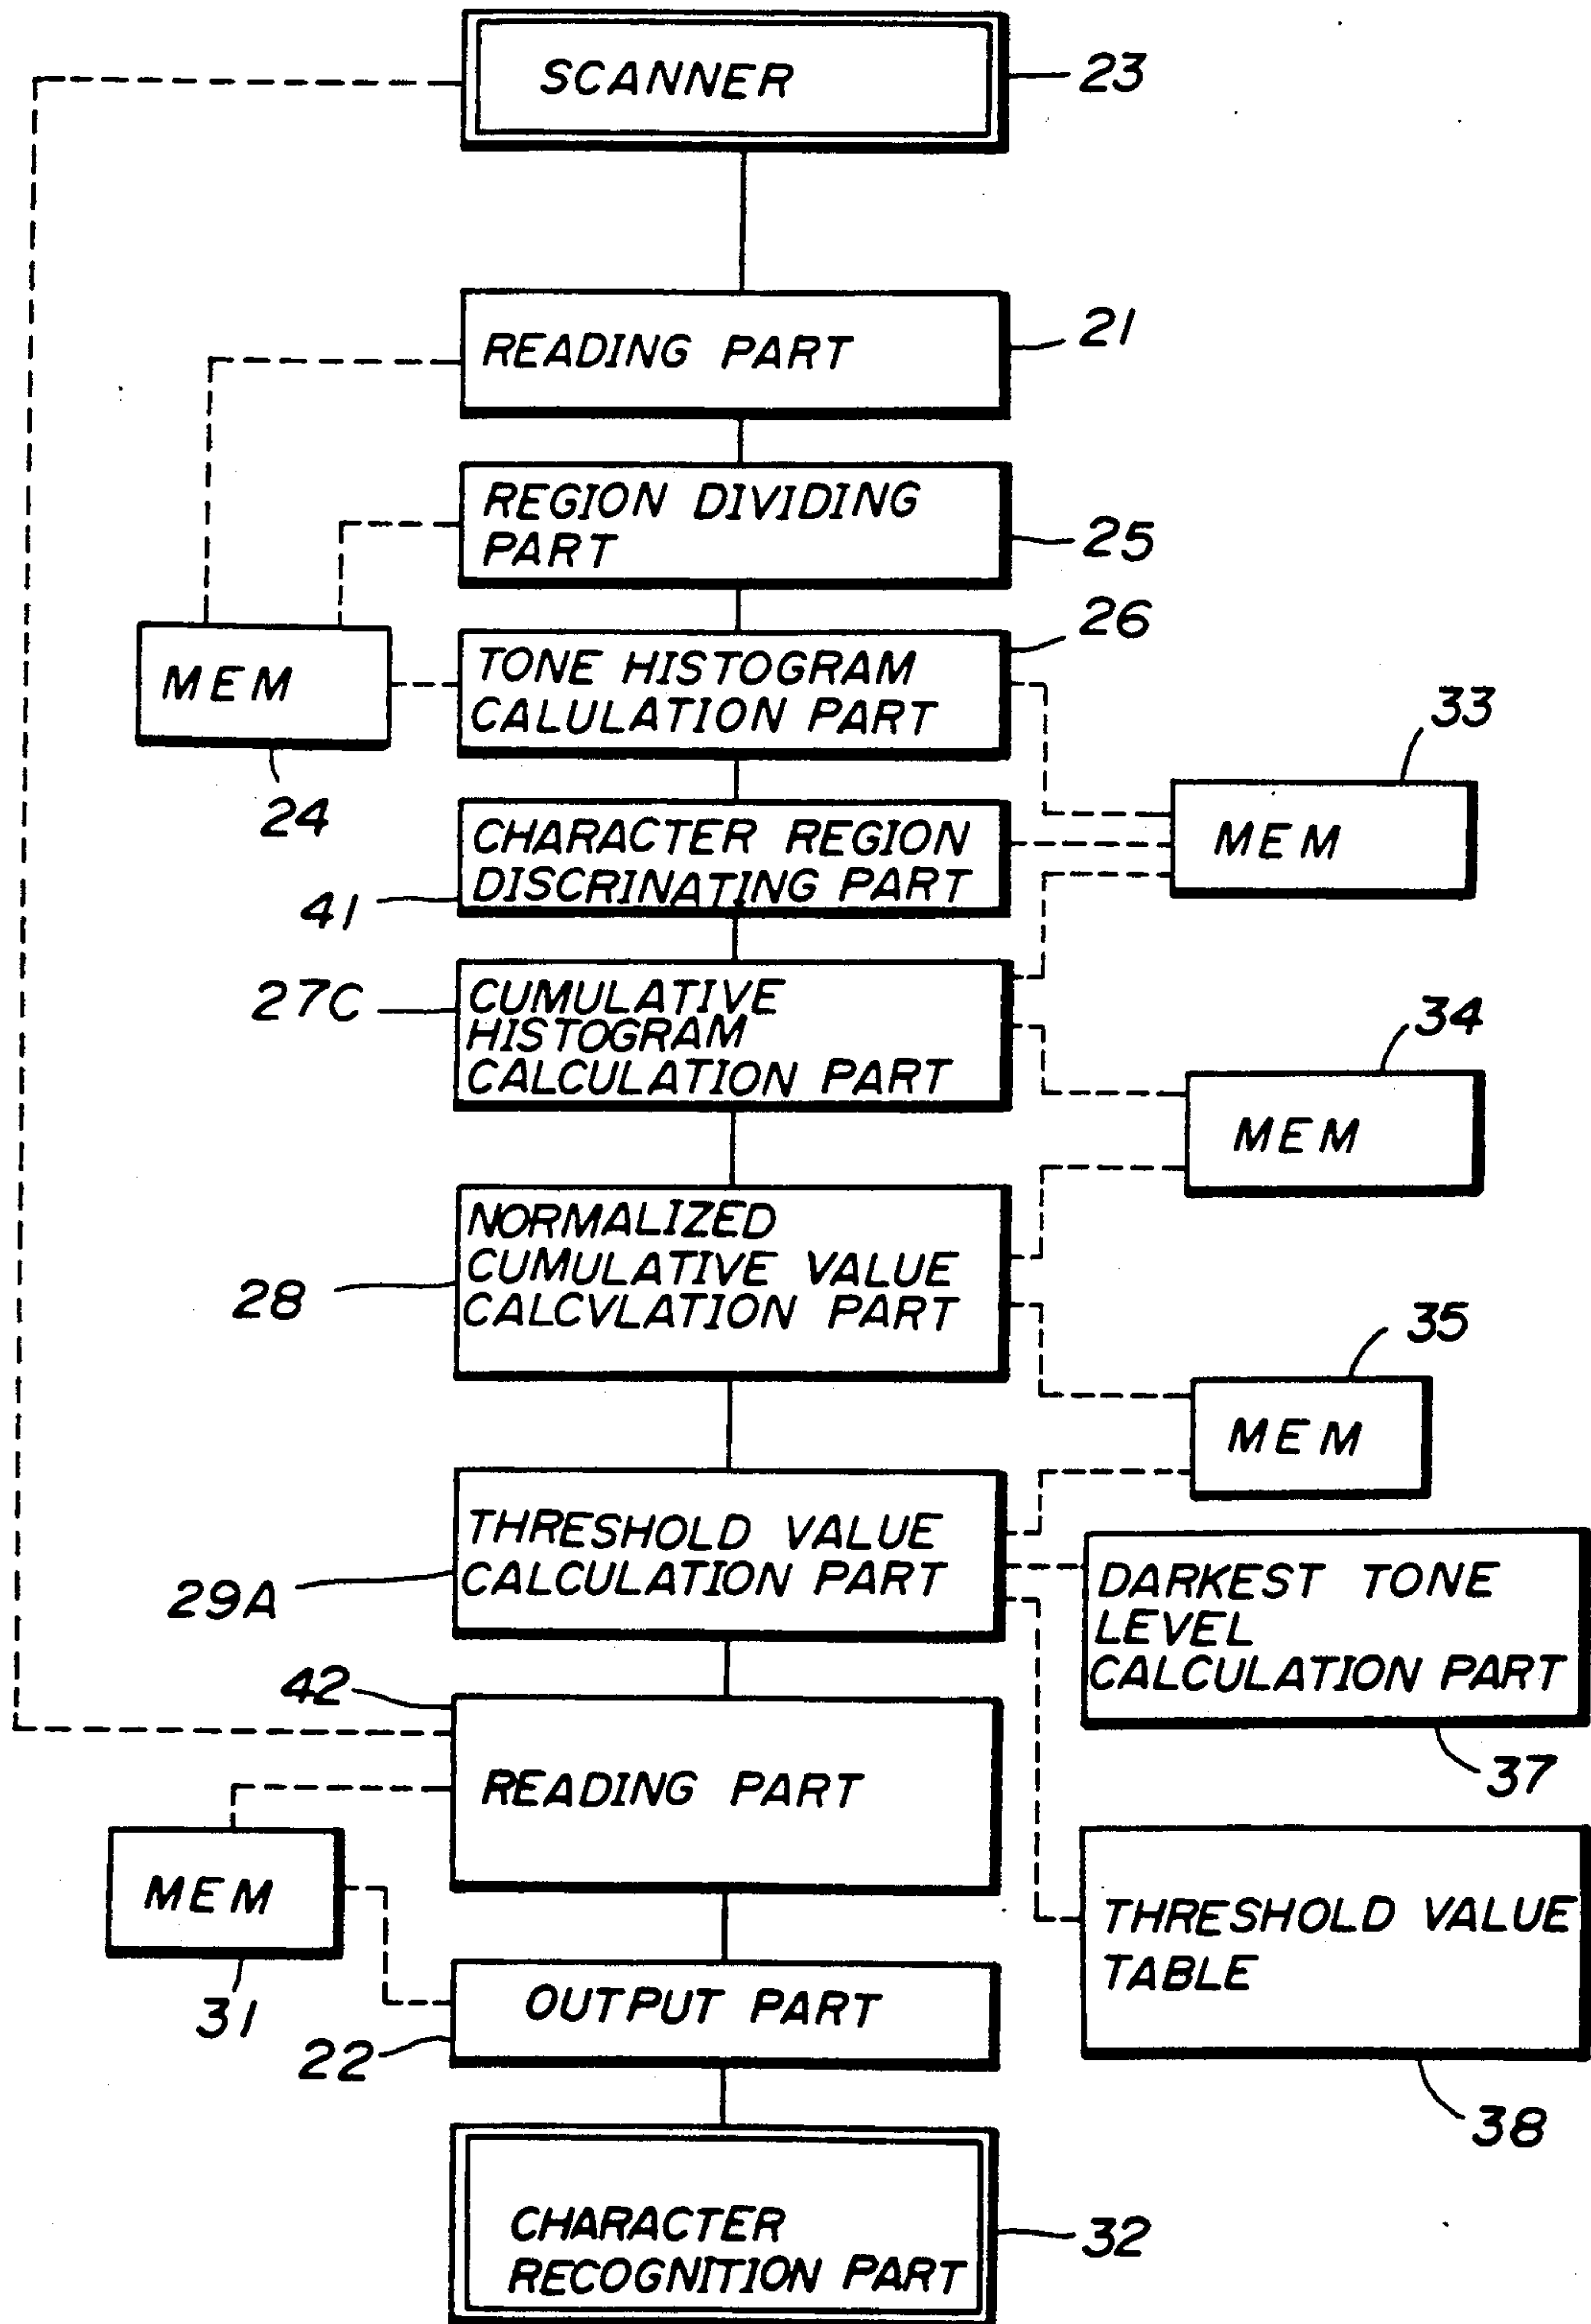 SCANNER
23
READING PART
21
REGION DIVIDING
PART
25
26
TONE HISTOGRAM
CALULATION PART
MEM
24
33
MEM
CHARACTER REGION
DISCRINATING PART
41
27C
CUMULATIVE
HISTOGRAM
CALCULATION PART
34
MEM
NORMALIZED
CUMULATIVE VALUE
CALCVLATION PART
28
35
MEM
THRESHOLD VALUE
CALCULATION PART
29A
DARKEST TONE
LEVEL
CALCULATION PART
37
42
READING PART
MEM
31
THRESHOLD VALUE
TABLE
38
OUTPUT PART
22
CHARACTER
RECOGNITION PART
32